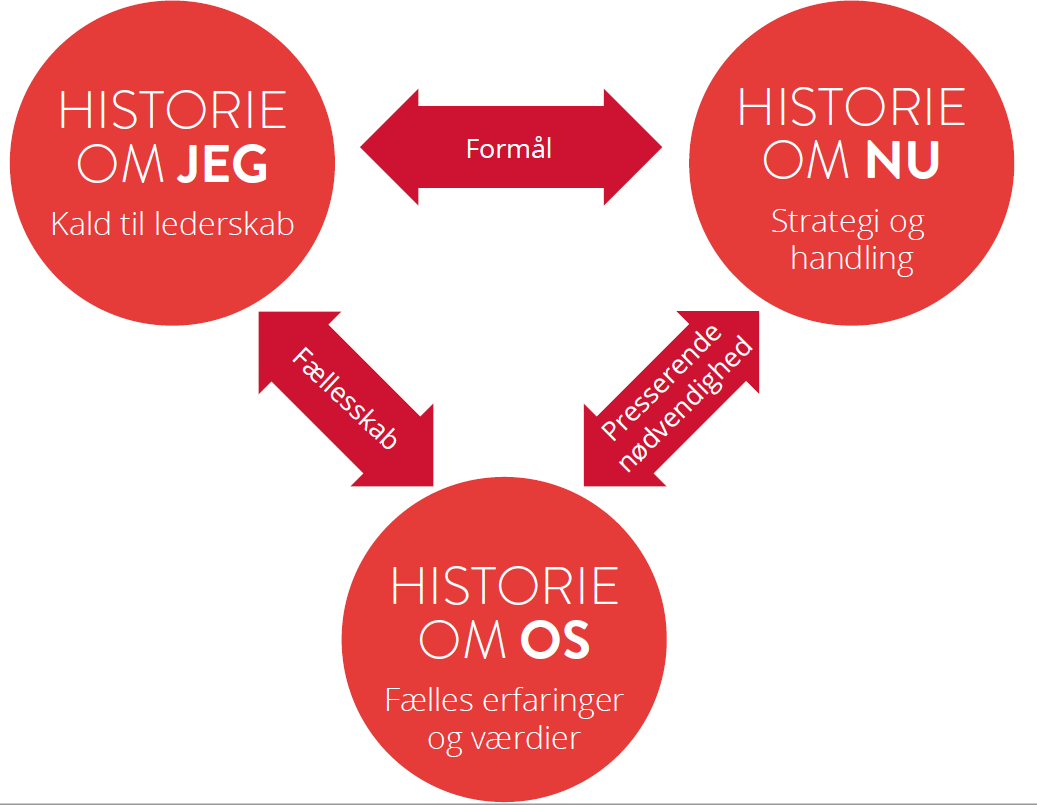 HISTORIE
OM JEG
Kald til lederskab
Formål
HISTORIE
OM NU
Strategi og
handling
Fællesskab
Presserende
nødvendighed
HISTORIE
OM OS
Fælles erfaringer
og værdier